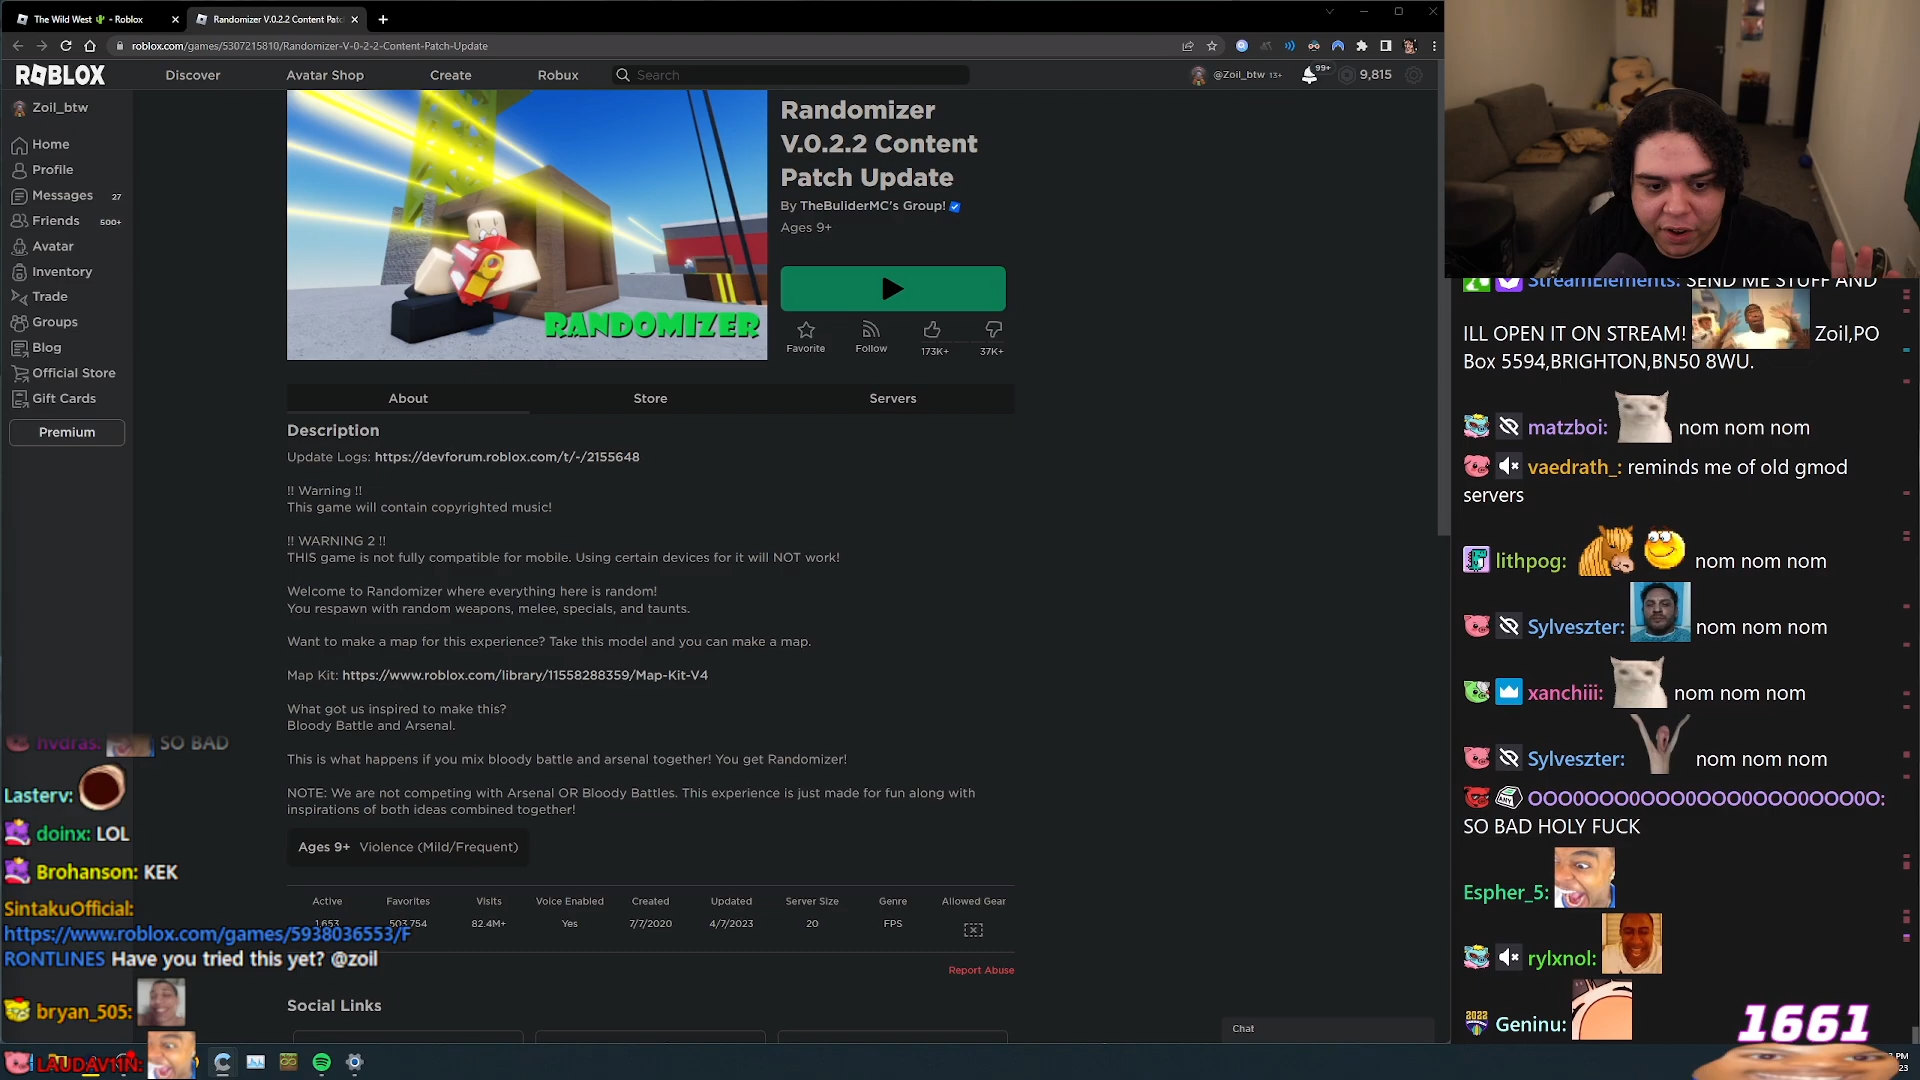 The Wild West 🌵 - Roblox
Randomizer V.0.2.2 Content Patc
roblox.com/games/5307215810/Randomizer-V-0-2-2-Content-Patch-Update
ROBLOX
Discover
Avatar Shop
Create
Robux
Search
@Zoil_btw 13+
99+
9,815
Zoil_btw
Home
Profile
Messages 27
Friends 500+
Avatar
Inventory
Trade
Groups
Blog
Official Store
Gift Cards
Premium
RANDOMIZER
Randomizer
V.0.2.2 Content
Patch Update
By TheBuliderMC's Group!
Ages 9+
Favorite
Follow
173K+
37K+
About
Store
Servers
Description
Update Logs: https://devforum.roblox.com/t/-/2155648
!! Warning !!
This game will contain copyrighted music!
!! WARNING 2 !!
THIS game is not fully compatible for mobile. Using certain devices for it will NOT work!
Welcome to Randomizer where everything here is random!
You respawn with random weapons, melee, specials, and taunts.
Want to make a map for this experience? Take this model and you can make a map.
Map Kit: https://www.roblox.com/library/11558288359/Map-Kit-V4
What got us inspired to make this?
Bloody Battle and Arsenal.
This is what happens if you mix bloody battle and arsenal together! You get Randomizer!
NOTE: We are not competing with Arsenal OR Bloody Battles. This experience is just made for fun along with
inspirations of both ideas combined together!
Ages 9+ Violence (Mild/Frequent)
Active Favorites Visits Voice Enabled Created Updated Server Size Genre Allowed Gear
1,653 503,754 82.4M+ Yes 7/7/2020 4/7/2023 20 FPS
Report Abuse
Social Links
Chat
hvdras: SO BAD
Lasterv:
doinx: LOL
Brohanson: KEK
SintakuOfficial:
https://www.roblox.com/games/5938036553/F
RONTLINES Have you tried this yet? @zoil
bryan_505:
LAUDAV11N:
StreamElements: SEND ME STUFF AND
ILL OPEN IT ON STREAM! Zoil,PO
Box 5594,BRIGHTON,BN50 8WU.
matzboi: nom nom nom
vaedrath_: reminds me of old gmod
servers
lithpog: nom nom nom
Sylveszter: nom nom nom
xanchiii: nom nom nom
Sylveszter: nom nom nom
OOO0OOO0OOO0OOO0OOO0OOO0O:
SO BAD HOLY FUCK
Espher_5:
rylxnol:
2022 Geninu:
1661